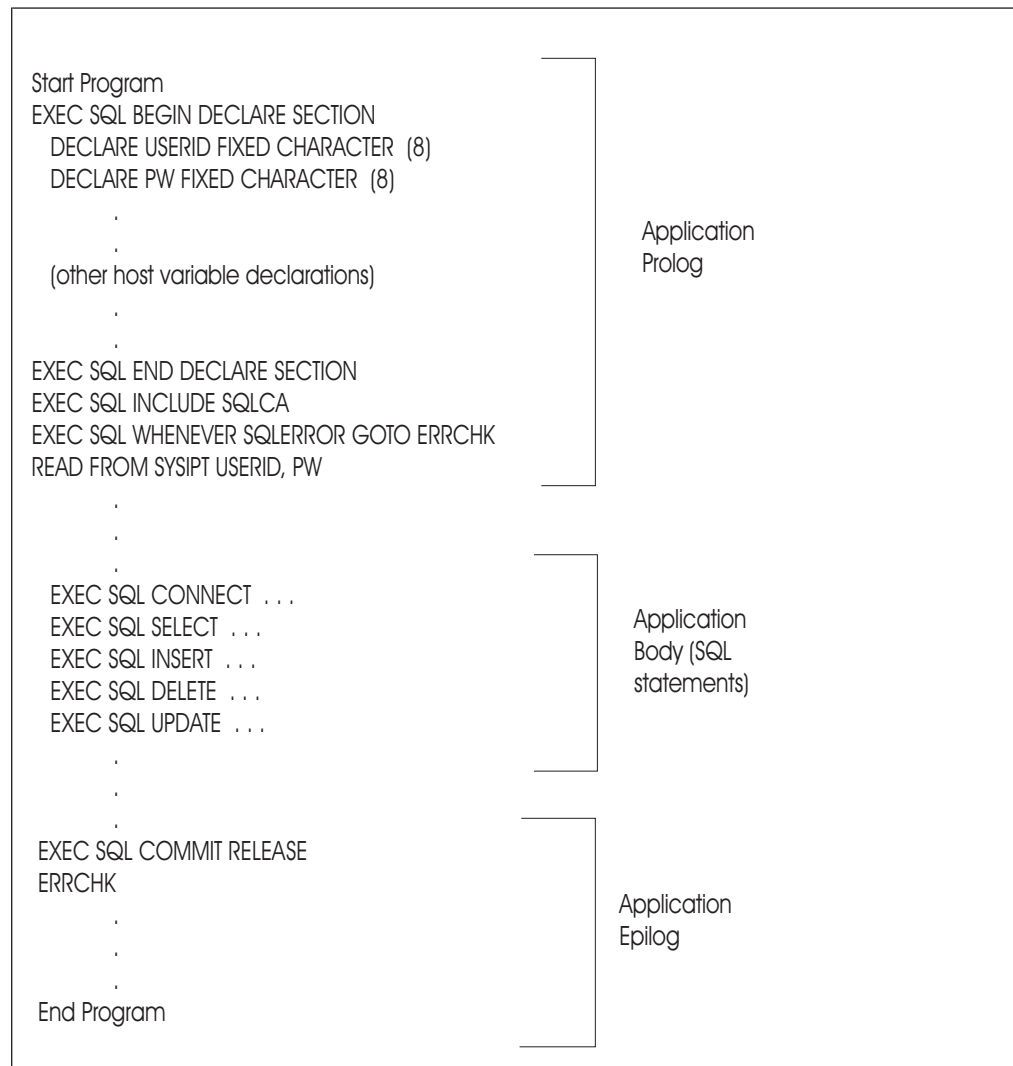 Start Program
EXEC SQL BEGIN DECLARE SECTION
DECLARE USERID FIXED CHARACTER (8)
DECLARE PW FIXED CHARACTER (8)
.
.
(other host variable declarations)
.
.
EXEC SQL END DECLARE SECTION
EXEC SQL INCLUDE SQLCA
EXEC SQL WHENEVER SQLERROR GOTO ERRCHK
READ FROM SYSIPT USERID, PW
Application
Prolog
.
.
.
EXEC SQL CONNECT . . .
EXEC SQL SELECT . . .
EXEC SQL INSERT . . .
EXEC SQL DELETE . . .
EXEC SQL UPDATE . . .
Application
Body (SQL
statements)
.
.
.
EXEC SQL COMMIT RELEASE
ERRCHK
.
.
.
End Program
Application
Epilog